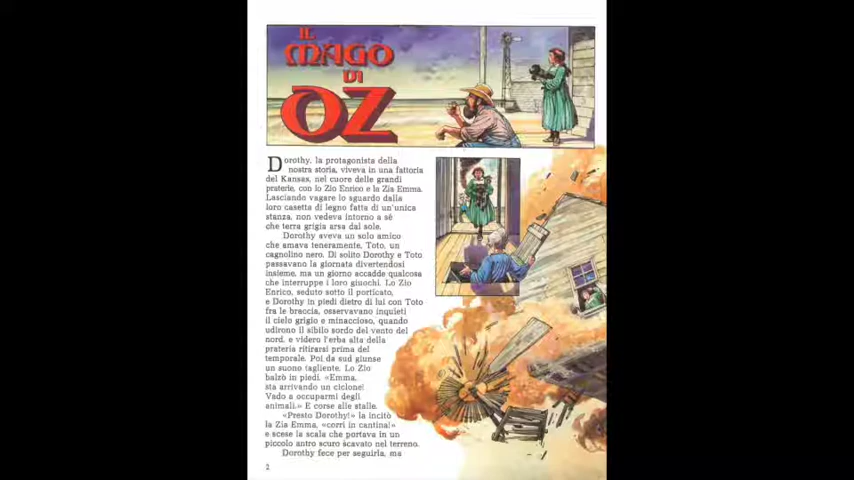 IL
MAGO
DI
OZ
Dorothy, la protagonista della
nostra storia, viveva in una fattoria
del Kansas, nel cuore delle grandi
praterie, con lo Zio Enrico e la Zia Emma.
Lasciando vagare lo sguardo dalla
loro casetta di legno fatta di un'unica
stanza, non vedeva intorno a sé
che terra grigia arsa dal sole.
Dorothy aveva un solo amico
che amava teneramente, Toto, un
cagnolino nero. Di solito Dorothy e Toto
passavano la giornata divertendosi
insieme, ma un giorno accadde qualcosa
che interruppe i loro giuochi. Lo Zio
Enrico, seduto sotto il porticato,
e Dorothy in piedi dietro di lui con Toto
fra le braccia, osservavano inquieti
il cielo grigio e minaccioso, quando
udirono il sibilo sordo del vento del
nord, e videro l'erba alta della
prateria ritirarsi prima del
temporale. Poi da sud giunse
un suono tagliente. Lo Zio
balzò in piedi. «Emma,
sta arrivando un ciclone!
Vado a occuparmi degli
animali.» E corse alle stalle.
«Presto Dorothy!» la incitò
la Zia Emma, «corri in cantina!»
e scese la scala che portava in un
piccolo antro scuro scavato nel terreno.
Dorothy fece per seguirla, ma
2